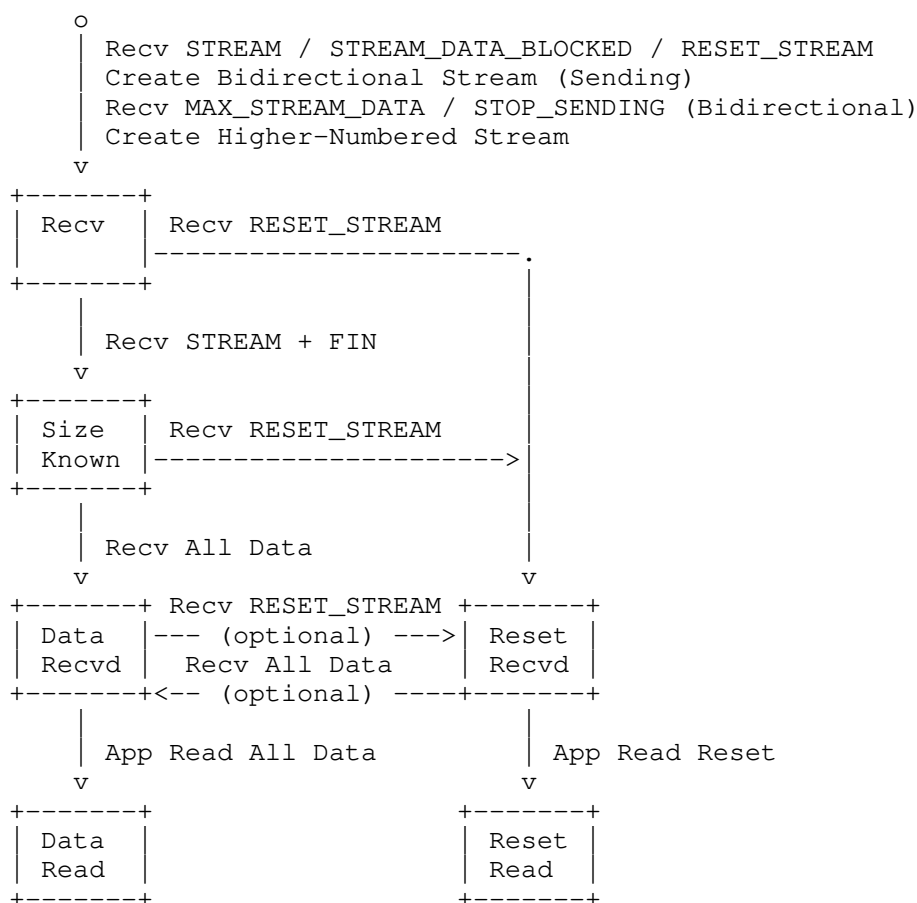 o
Recv STREAM / STREAM_DATA_BLOCKED / RESET_STREAM
Create Bidirectional Stream (Sending)
Recv MAX_STREAM_DATA / STOP_SENDING (Bidirectional)
Create Higher-Numbered Stream
v
Recv Recv RESET_STREAM
Recv STREAM + FIN
v
Size Recv RESET_STREAM
Known
Recv All Data
v v
Recv RESET_STREAM
Data (optional) Reset
Recvd Recv All Data Recvd
(optional)
App Read All Data App Read Reset
v v
Data Reset
Read Read